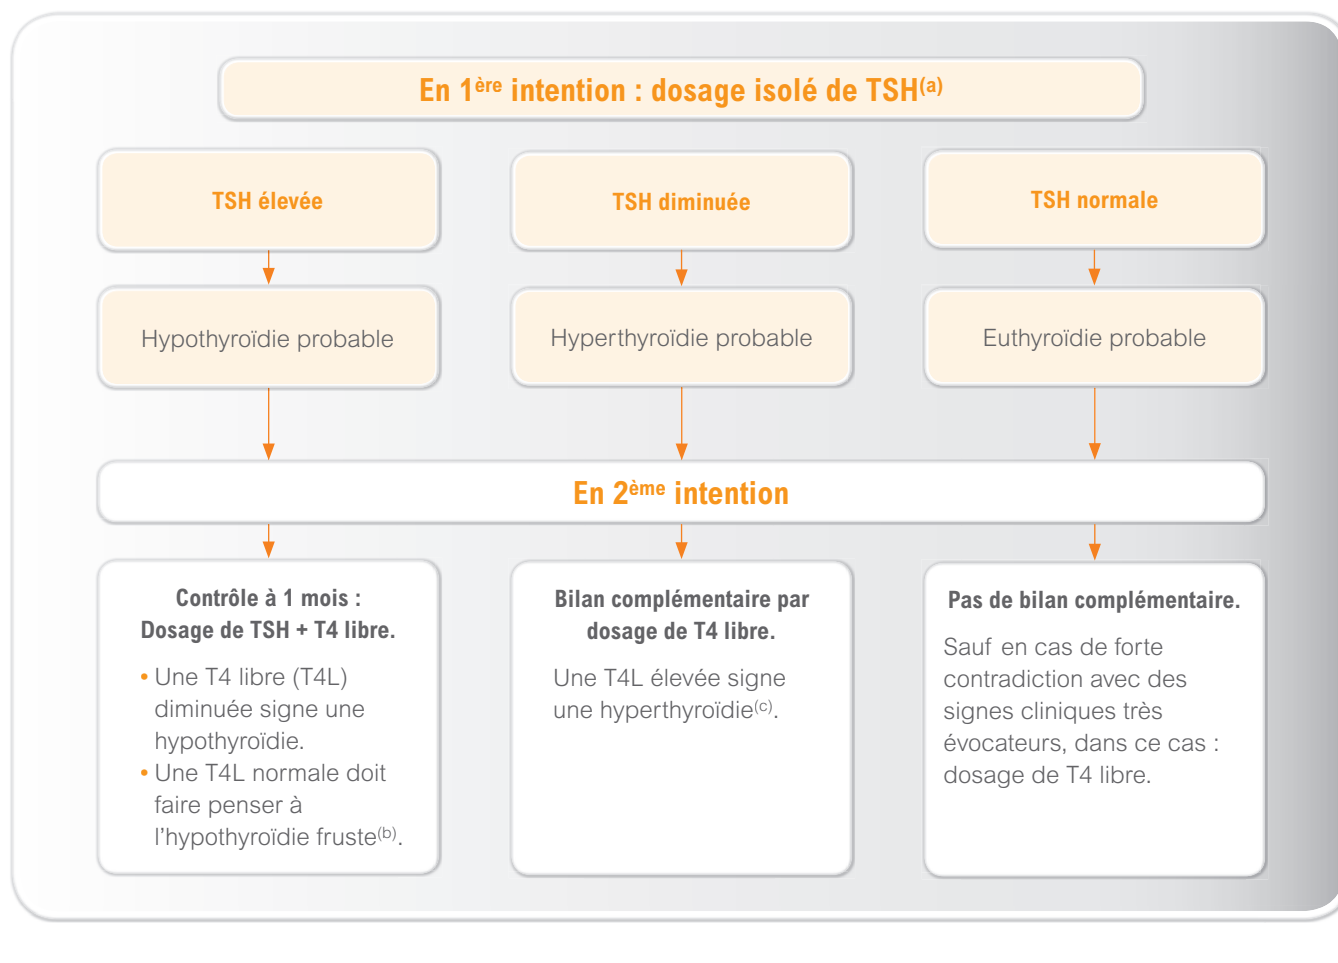 En 1ère intention : dosage isolé de TSH(a)
TSH élevée
TSH diminuée
TSH normale
Hypothyroïdie probable
Hyperthyroïdie probable
Euthyroïdie probable
En 2ème intention
Contrôle à 1 mois :
Dosage de TSH + T4 libre.
• Une T4 libre (T4L)
diminuée signe une
hypothyroïdie.
• Une T4L normale doit
faire penser à
l'hypothyroïdie fruste(b).
Bilan complémentaire par
dosage de T4 libre.
Une T4L élevée signe
une hyperthyroïdie(c).
Pas de bilan complémentaire.
Sauf en cas de forte
contradiction avec des
signes cliniques très
évocateurs, dans ce cas :
dosage de T4 libre.